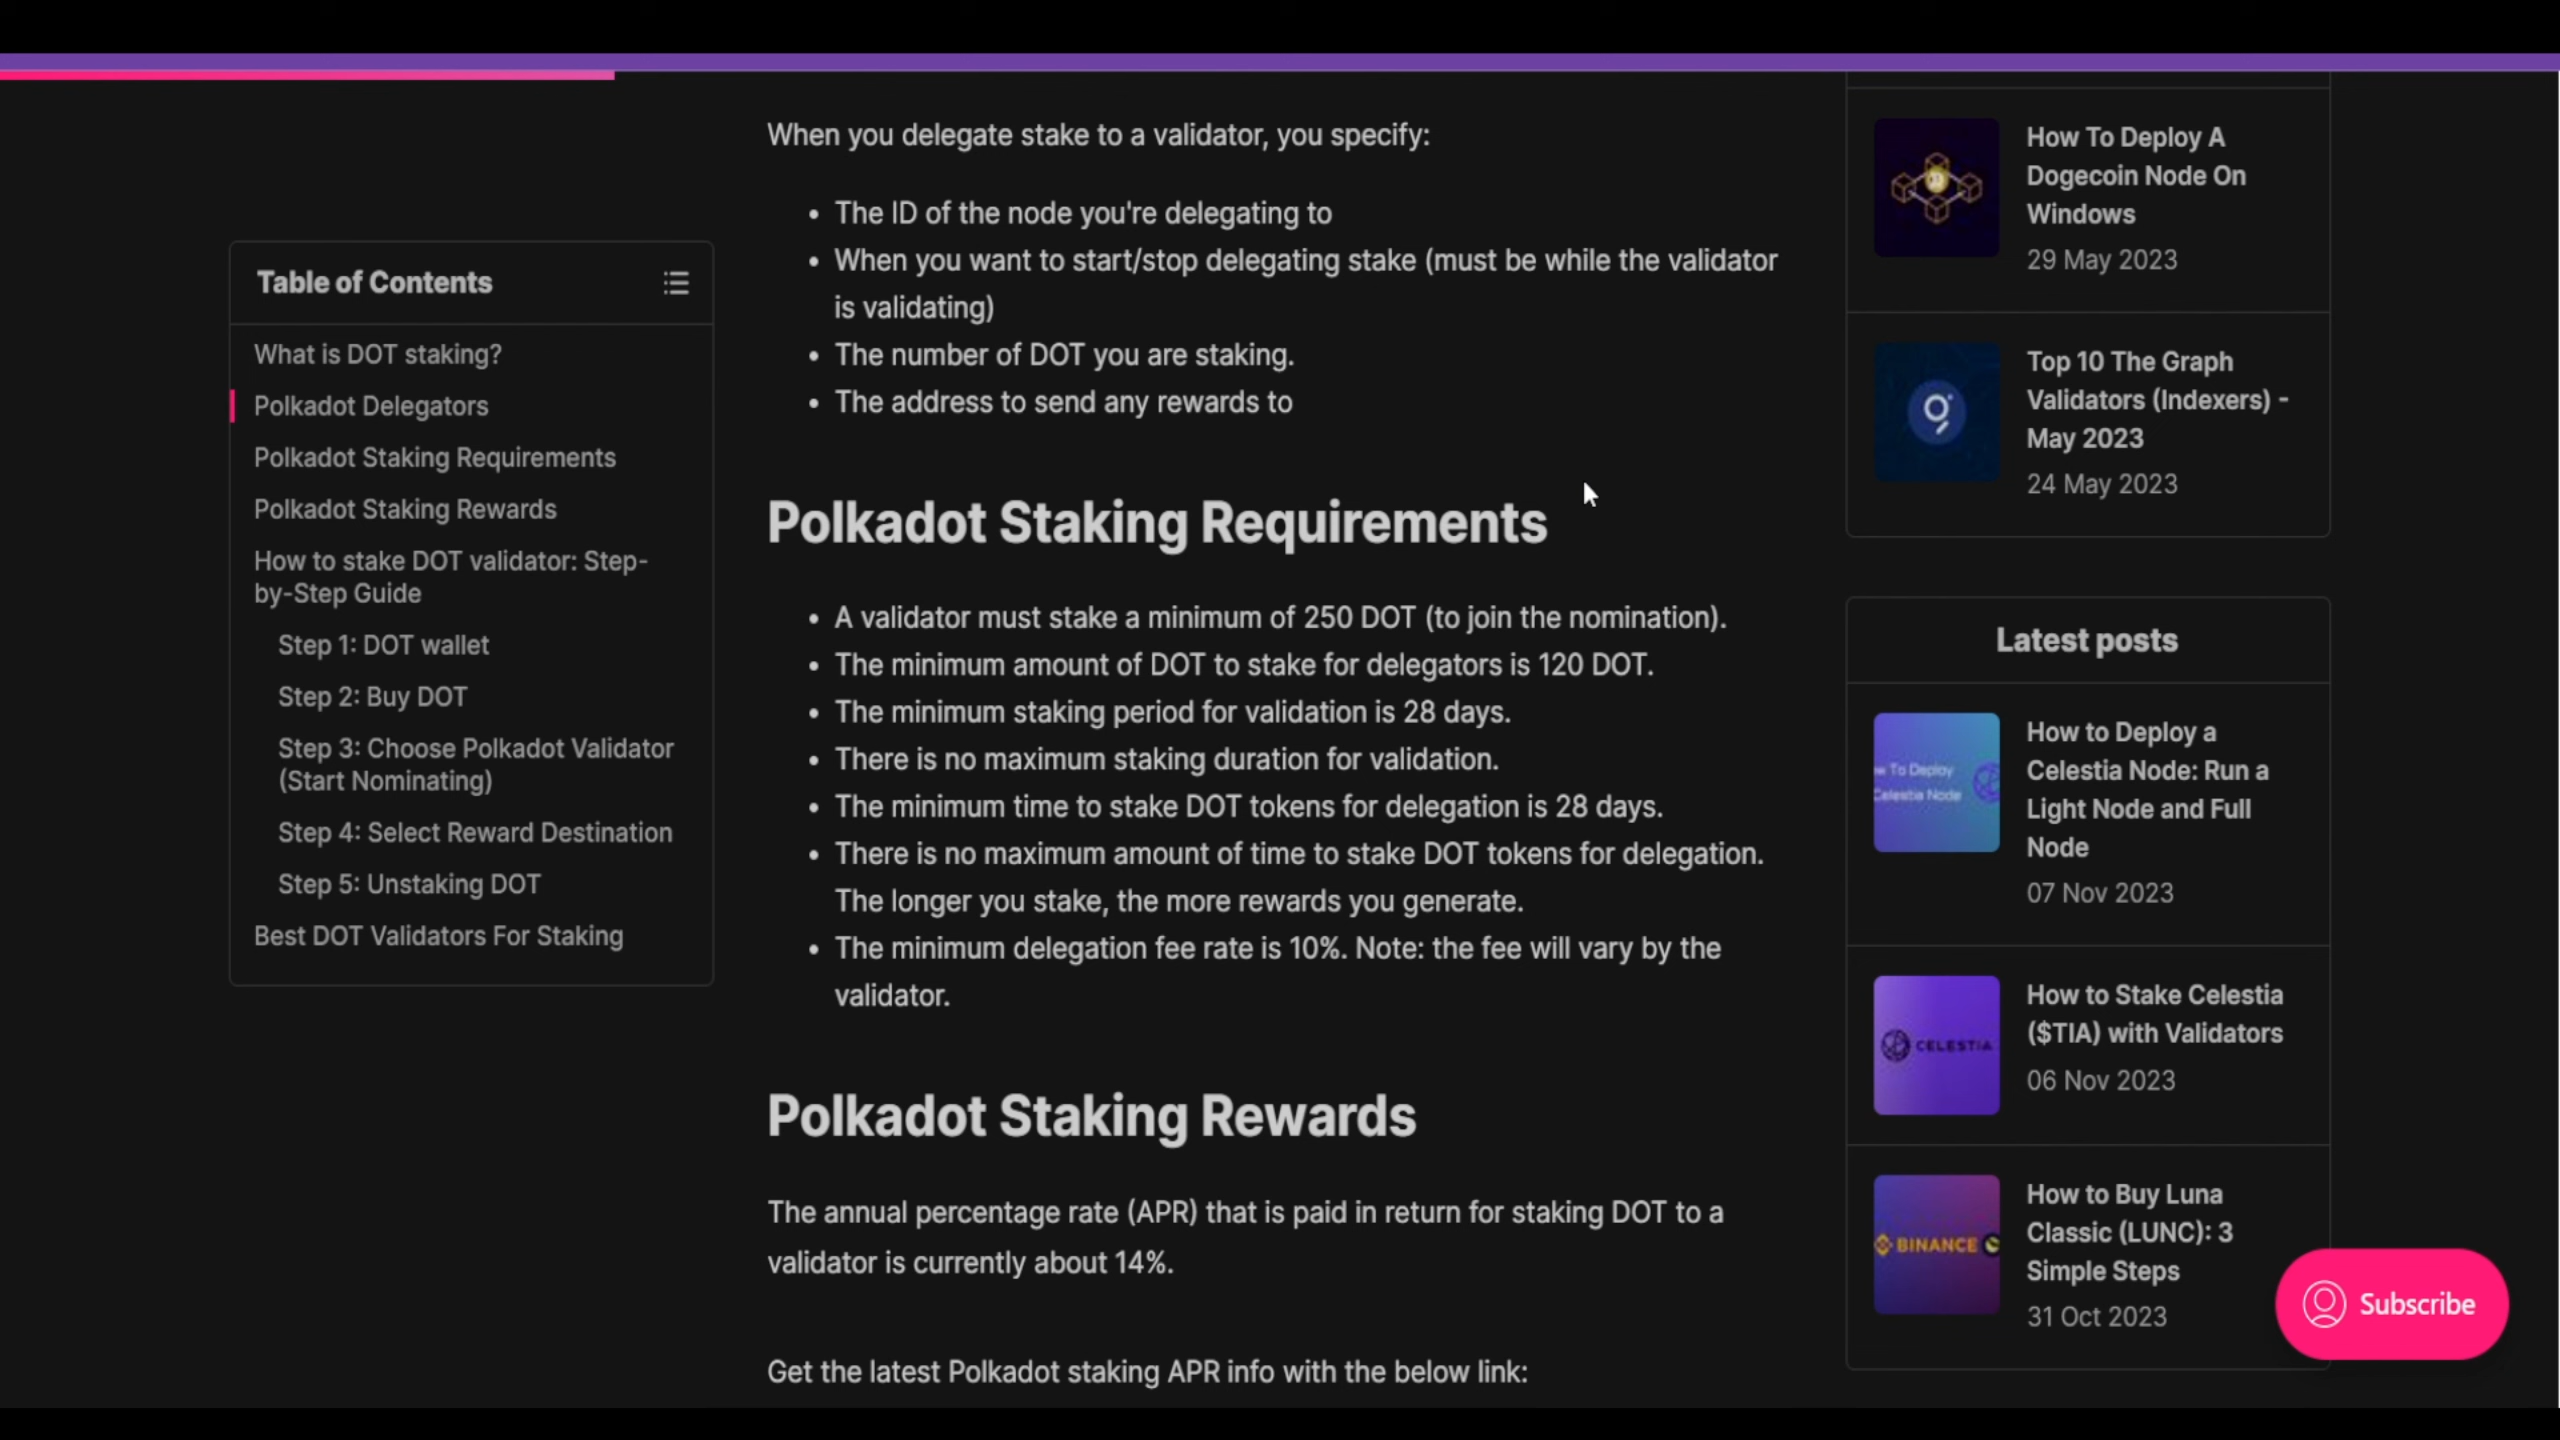 When you delegate stake to a validator, you specify:
The ID of the node you're delegating to
When you want to start/stop delegating stake (must be while the validator
is validating)
The number of DOT you are staking.
The address to send any rewards to
Table of Contents
What is DOT staking?
Polkadot Delegators
Polkadot Staking Requirements
Polkadot Staking Rewards
How to stake DOT validator: Step-
by-Step Guide
Step 1: DOT wallet
Step 2: Buy DOT
Step 3: Choose Polkadot Validator
(Start Nominating)
Step 4: Select Reward Destination
Step 5: Unstaking DOT
Best DOT Validators For Staking
Polkadot Staking Requirements
A validator must stake a minimum of 250 DOT (to join the nomination).
The minimum amount of DOT to stake for delegators is 120 DOT.
The minimum staking period for validation is 28 days.
There is no maximum staking duration for validation.
The minimum time to stake DOT tokens for delegation is 28 days.
There is no maximum amount of time to stake DOT tokens for delegation.
The longer you stake, the more rewards you generate.
The minimum delegation fee rate is 10%. Note: the fee will vary by the
validator.
Polkadot Staking Rewards
The annual percentage rate (APR) that is paid in return for staking DOT to a
validator is currently about 14%.
Get the latest Polkadot staking APR info with the below link:
How To Deploy A
Dogecoin Node On
Windows
29 May 2023
Top 10 The Graph
Validators (Indexers) -
May 2023
24 May 2023
Latest posts
To Deploy
Celestia Node
How to Deploy a
Celestia Node: Run a
Light Node and Full
Node
07 Nov 2023
CELESTIA
How to Stake Celestia
($TIA) with Validators
06 Nov 2023
BINANCE
How to Buy Luna
Classic (LUNC): 3
Simple Steps
31 Oct 2023
Subscribe